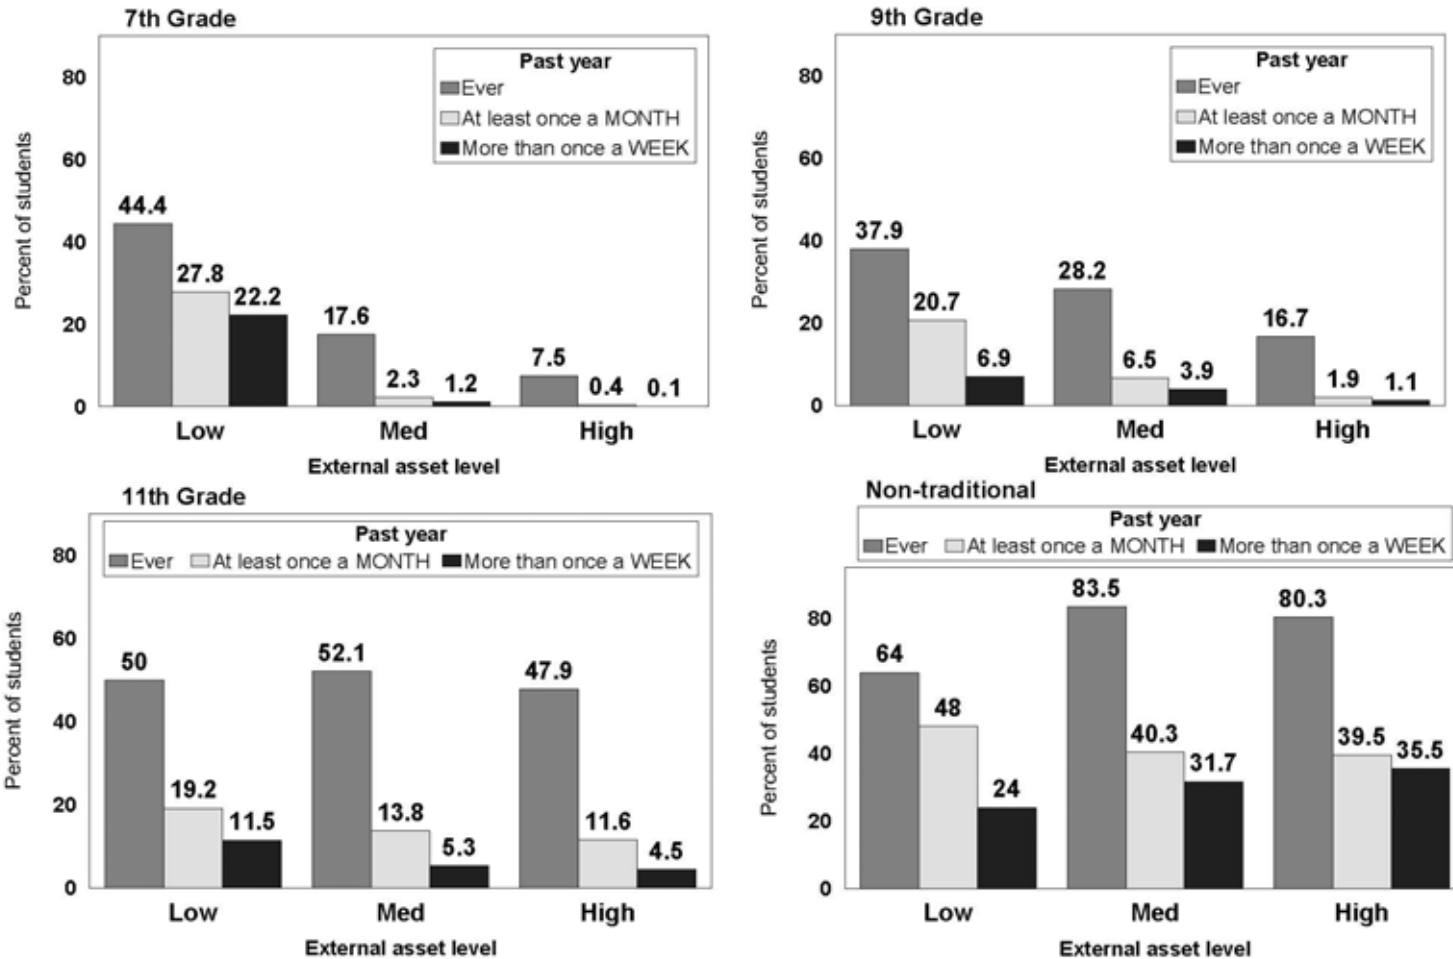 7th Grade
Past year
Ever
At least once a MONTH
More than once a WEEK
Percent of students
80
60
40
20
0
44.4
27.8
22.2
17.6
2.3
1.2
7.5
0.4
0.1
Low Med High
External asset level
9th Grade
Past year
Ever
At least once a MONTH
More than once a WEEK
Percent of students
80
60
40
20
0
37.9
20.7
6.9
28.2
6.5
3.9
16.7
1.9
1.1
Low Med High
External asset level
11th Grade
Past year
Ever At least once a MONTH More than once a WEEK
Percent of students
80
60
40
20
0
50
19.2
11.5
52.1
13.8
5.3
47.9
11.6
4.5
Low Med High
External asset level
Non-traditional
Past year
Ever At least once a MONTH More than once a WEEK
Percent of students
80
60
40
20
0
64
48
24
83.5
40.3
31.7
80.3
39.5
35.5
Low Med High
External asset level